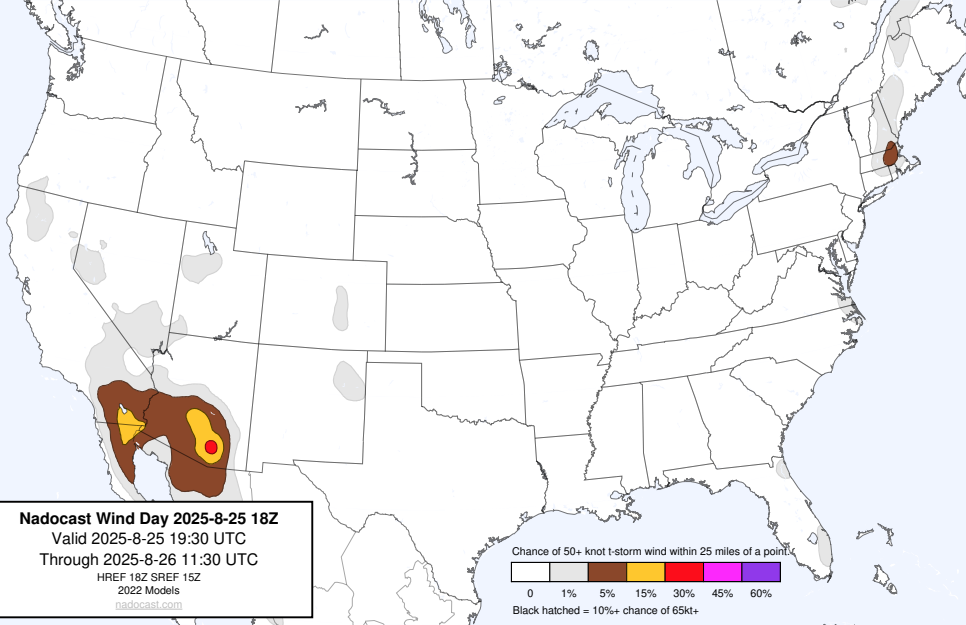 Nadocast Wind Day 2025-8-25 18Z
Valid 2025-8-25 19:30 UTC
Through 2025-8-26 11:30 UTC
HREF 18Z SREF 15Z
2022 Models
nadocast.com
Chance of 50+ knot t-storm wind within 25 miles of a point.
0 1% 5% 15% 30% 45% 60%
Black hatched = 10%+ chance of 65kt+